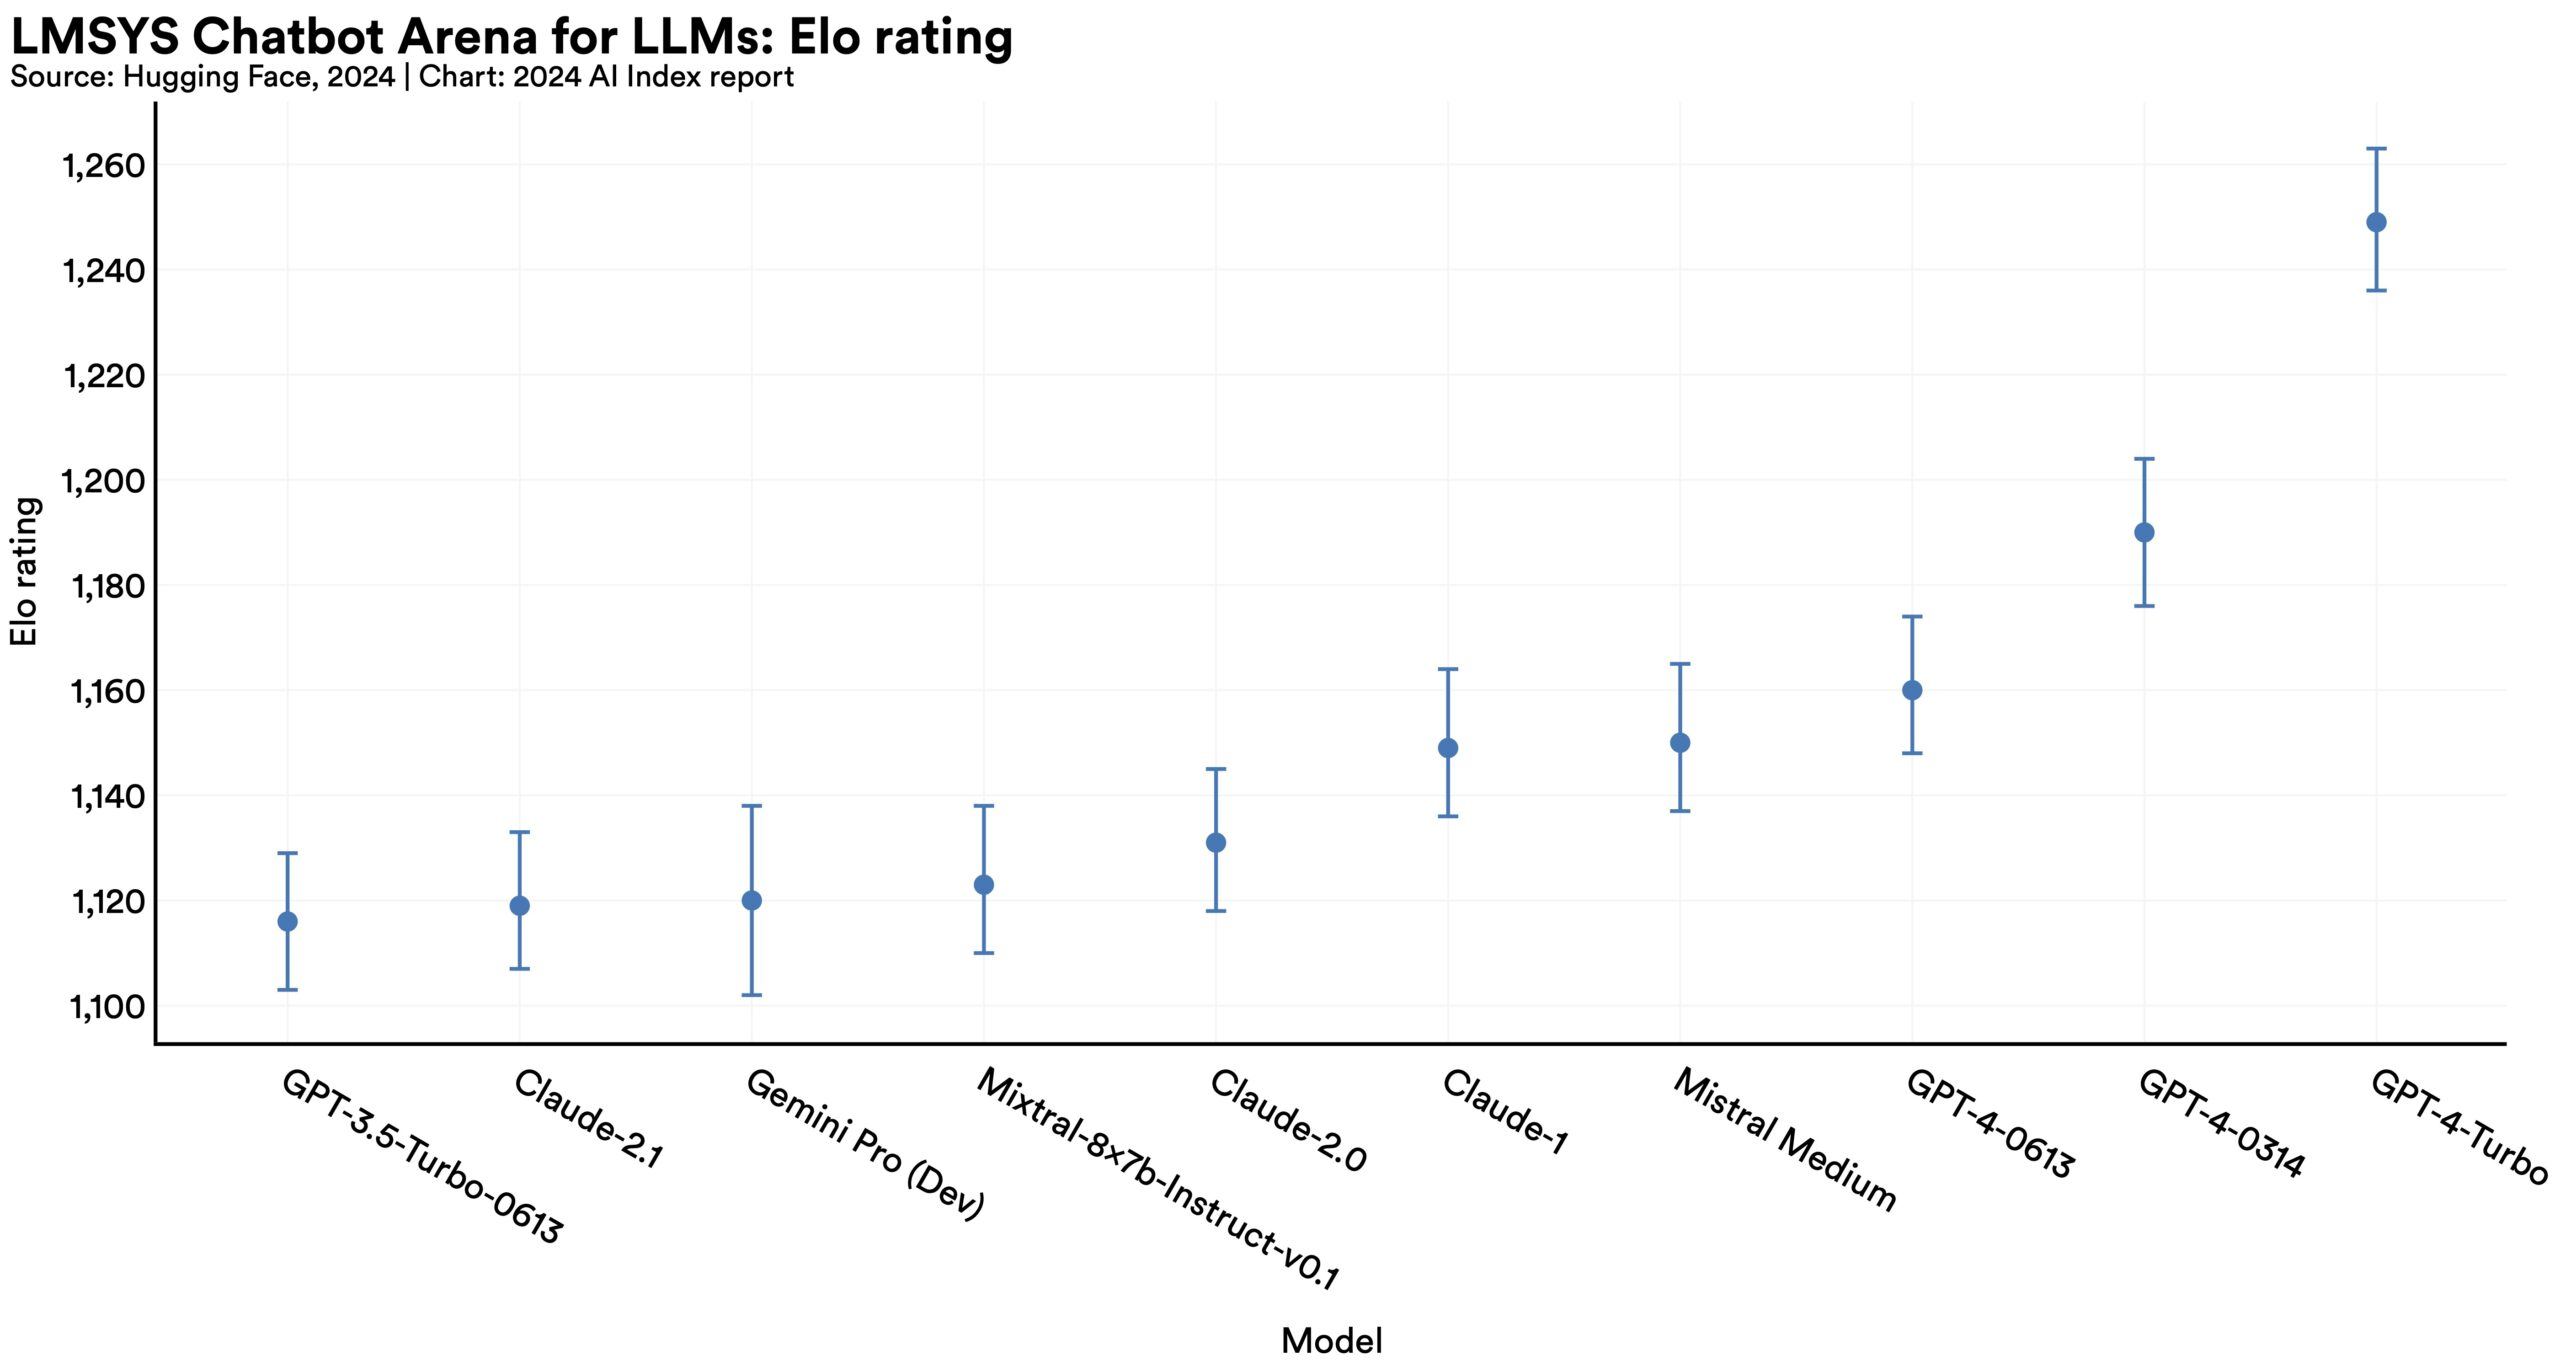 LMSYS Chatbot Arena for LLMs: Elo rating
Source: Hugging Face, 2024 | Chart: 2024 AI Index report
1,260
1,240
1,220
1,200
1,180
1,160
1,140
1,120
1,100
Elo rating
GPT-3.5-Turbo-0613
Claude-2.1
Gemini Pro (Dev)
Mixtral-8×7b-Instruct-v0.1
Claude-2.0
Claude-1
Mistral Medium
GPT-4-0613
GPT-4-0314
GPT-4-Turbo
Model